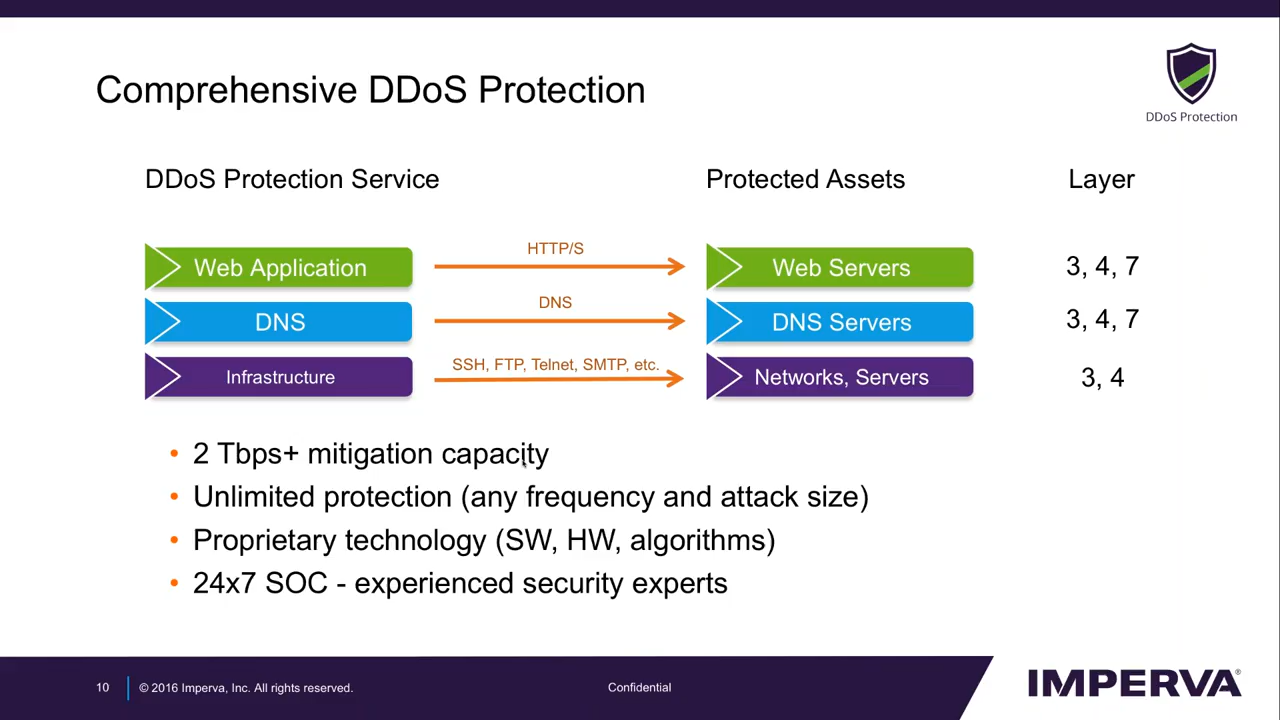 Comprehensive DDoS Protection
DDoS Protection
DDoS Protection Service
Protected Assets
Layer
Web Application
HTTP/S
Web Servers
3, 4, 7
DNS
DNS
DNS Servers
3, 4, 7
Infrastructure
SSH, FTP, Telnet, SMTP, etc.
Networks, Servers
3, 4
• 2 Tbps+ mitigation capacity
• Unlimited protection (any frequency and attack size)
• Proprietary technology (SW, HW, algorithms)
• 24x7 SOC - experienced security experts
10
© 2016 Imperva, Inc. All rights reserved.
Confidential
IMPERVA®